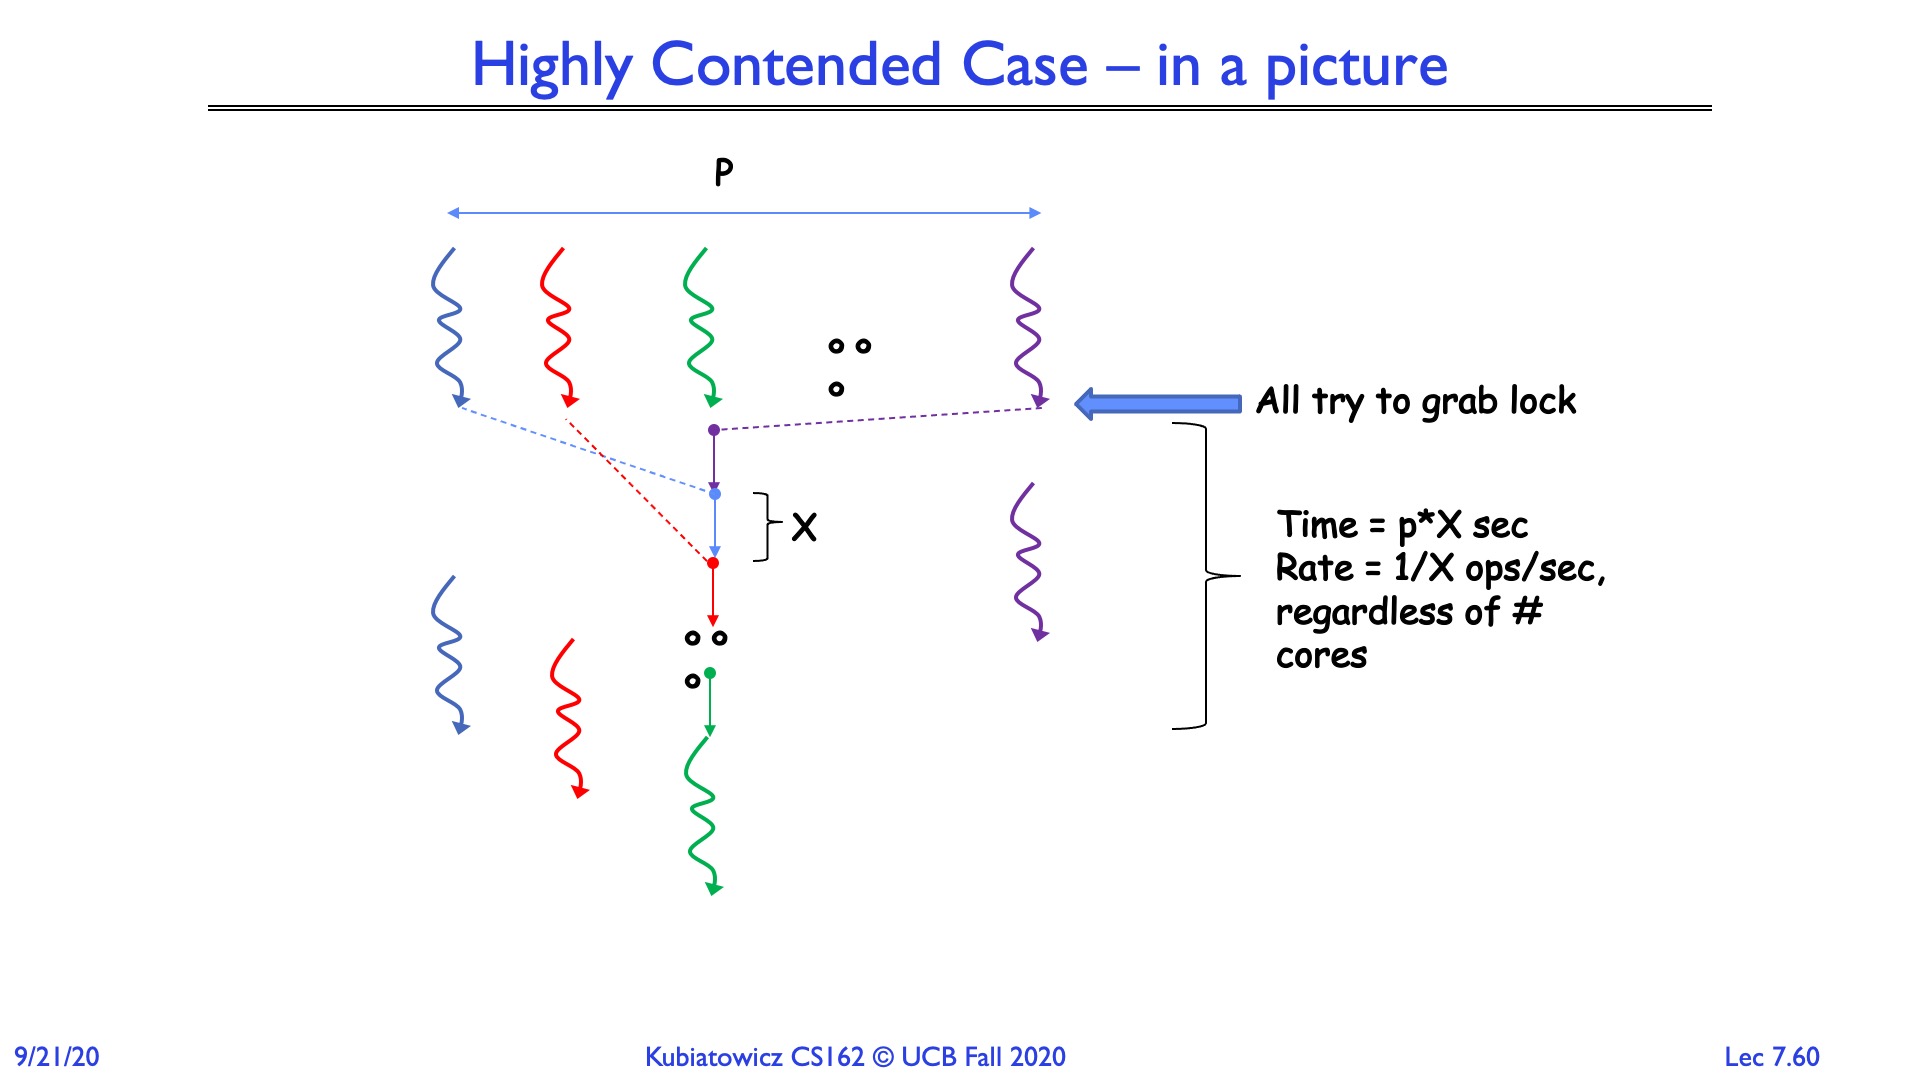 Highly Contended Case – in a picture
P
All try to grab lock
X
Time = p*X sec
Rate = 1/X ops/sec,
regardless of #
cores
9/21/20
Kubiatowicz CS162 © UCB Fall 2020
Lec 7.60